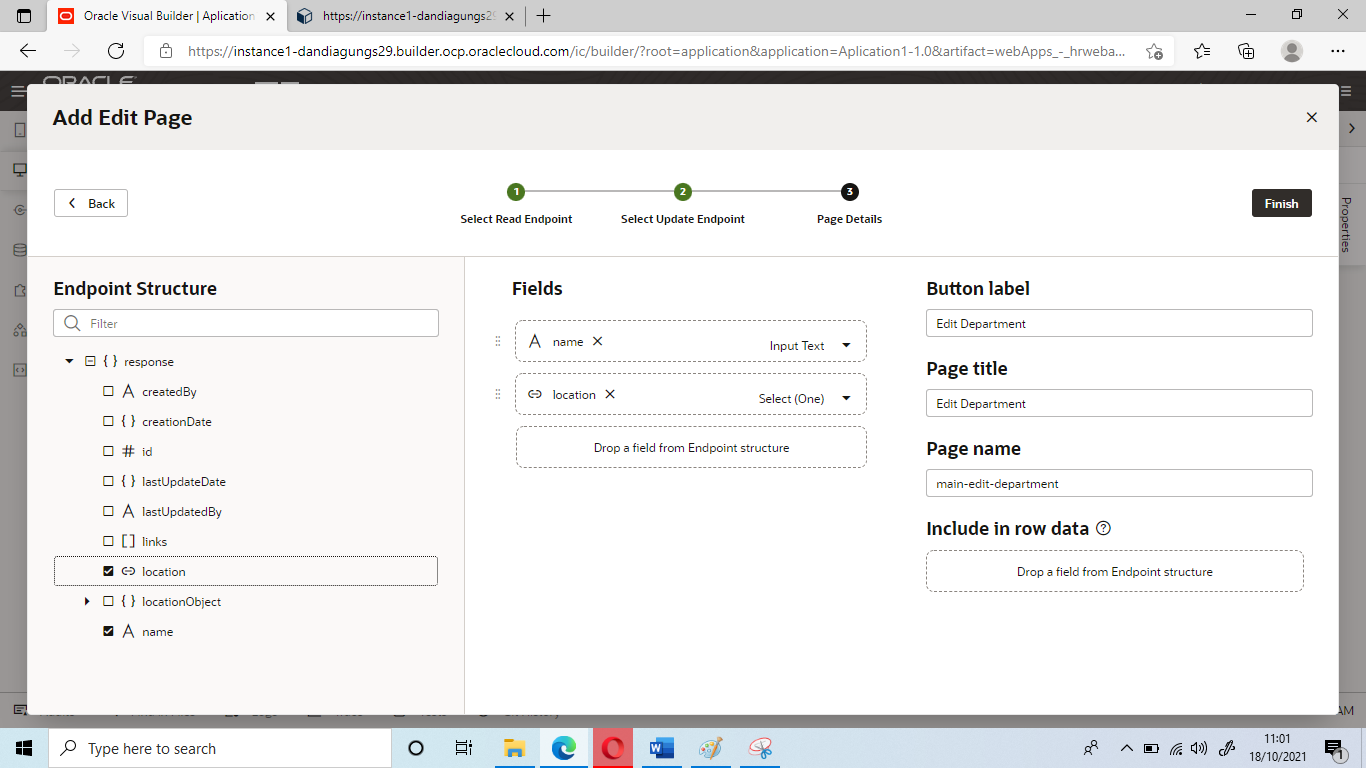 Oracle Visual Builder | Aplication
https://instance1-dandiagungs29
https://instance1-dandiagungs29.builder.ocp.oraclecloud.com/ic/builder/?root=application&application=Aplication1-1.0&artifact=webApps_-_hrweba...
ORACLE
Add Edit Page
Back
1
2
3
Select Read Endpoint
Select Update Endpoint
Page Details
Finish
Properties
Endpoint Structure
Filter
{ } response
A createdBy
{ } creationDate
# id
{ } lastUpdateDate
A lastUpdatedBy
[ ] links
location
{ } locationObject
A name
Fields
A name
Input Text
location
Select (One)
Drop a field from Endpoint structure
Button label
Edit Department
Page title
Edit Department
Page name
main-edit-department
Include in row data ?
Drop a field from Endpoint structure
AM
Type here to search
11:01
18/10/2021
1